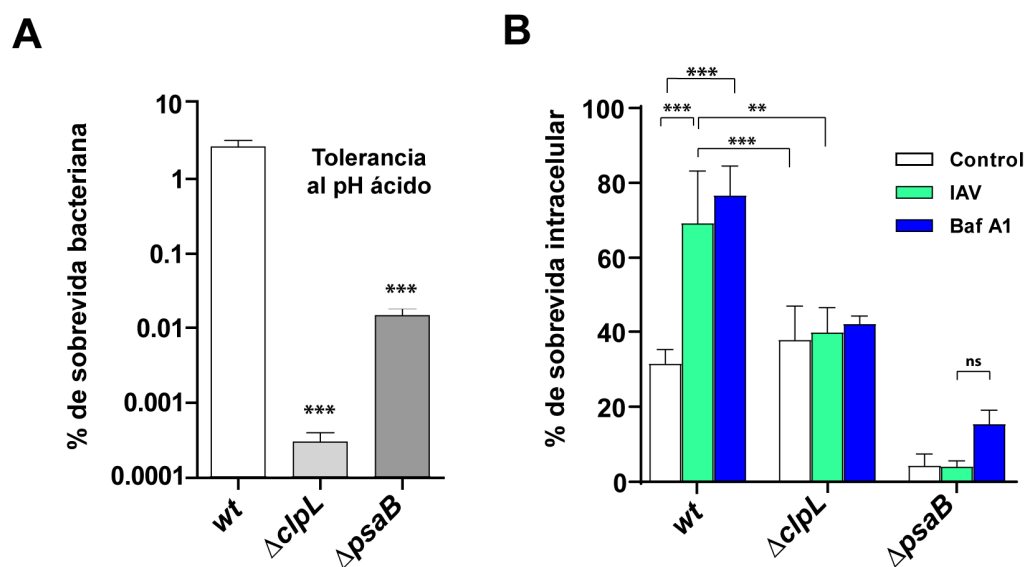 A
% de sobrevida bacteriana
10
1
0.1
0.01
0.001
0.0001
Tolerancia
al pH ácido
***
***
wt
ΔclpL
ΔpsaB
B
% de sobrevida intracelular
100
80
60
40
20
0
***
***
**
***
ns
Control
IAV
Baf A1
wt
ΔclpL
ΔpsaB